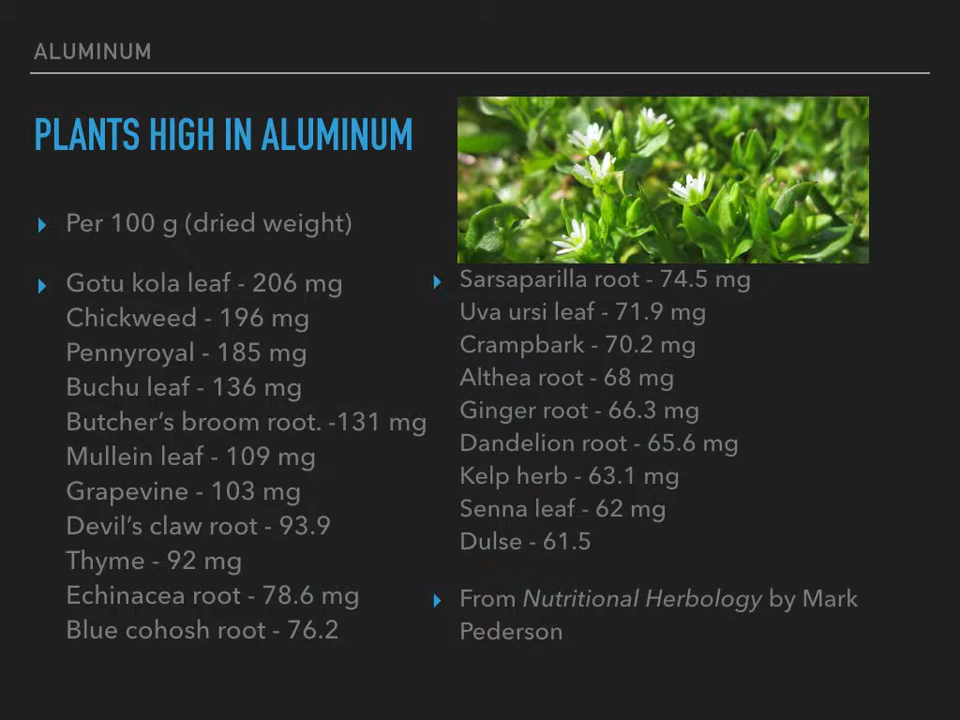 ALUMINUM
PLANTS HIGH IN ALUMINUM
Per 100 g (dried weight)
Gotu kola leaf - 206 mg
Chickweed - 196 mg
Pennyroyal - 185 mg
Buchu leaf - 136 mg
Butcher’s broom root. -131 mg
Mullein leaf - 109 mg
Grapevine - 103 mg
Devil’s claw root - 93.9
Thyme - 92 mg
Echinacea root - 78.6 mg
Blue cohosh root - 76.2
Sarsaparilla root - 74.5 mg
Uva ursi leaf - 71.9 mg
Crampbark - 70.2 mg
Althea root - 68 mg
Ginger root - 66.3 mg
Dandelion root - 65.6 mg
Kelp herb - 63.1 mg
Senna leaf - 62 mg
Dulse - 61.5
From Nutritional Herbology by Mark
Pederson